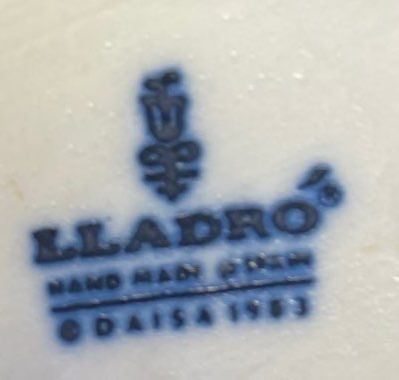 LLADRÓ®
HAND MADE IN SPAIN
© DAISA 1983